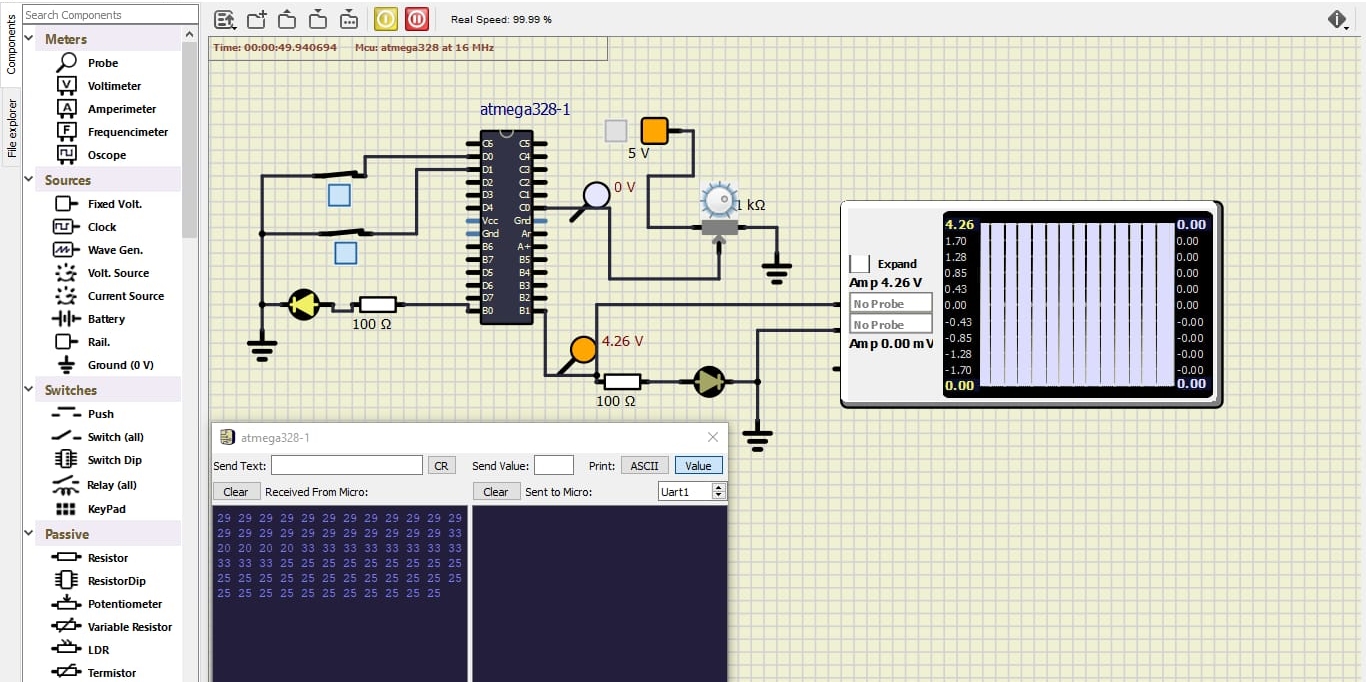 Components
File explorer
Search Components
Meters
Probe
Voltimeter
Amperimeter
Frequencimeter
Oscope
Sources
Fixed Volt.
Clock
Wave Gen.
Volt. Source
Current Source
Battery
Rail.
Ground (0 V)
Switches
Push
Switch (all)
Switch Dip
Relay (all)
KeyPad
Passive
Resistor
ResistorDip
Potentiometer
Variable Resistor
LDR
Termistor
Real Speed: 99.99 %
Time: 00:00:49.940694 Mcu: atmega328 at 16 MHz
atmega328-1
C6 C5
D0 C4
D1 C3
D2 C2
D3 C1
D4 C0
Vcc Gnd
Gnd Ar
B6 A+
B7 B5
D5 B4
D6 B3
D7 B2
B0 B1
5 V
0 V
1 kΩ
100 Ω
4.26 V
100 Ω
Expand
Amp 4.26 V
No Probe
No Probe
Amp 0.00 mV
4.26 0.00
1.70 0.00
1.28 0.00
0.85 0.00
0.43 0.00
0.00 0.00
-0.43 -0.00
-0.85 -0.00
-1.28 -0.00
-1.70 -0.00
0.00 0.00
atmega328-1
Send Text: CR Send Value: Print: ASCII Value
Clear Received From Micro: Clear Sent to Micro: Uart1
29 29 29 29 29 29 29 29 29 29 29 29
29 29 29 29 29 29 29 29 29 29 29 33
20 20 20 20 33 33 33 33 33 33 33 33
33 33 33 25 25 25 25 25 25 25 25 25
25 25 25 25 25 25 25 25 25 25 25 25
25 25 25 25 25 25 25 25 25 25 25